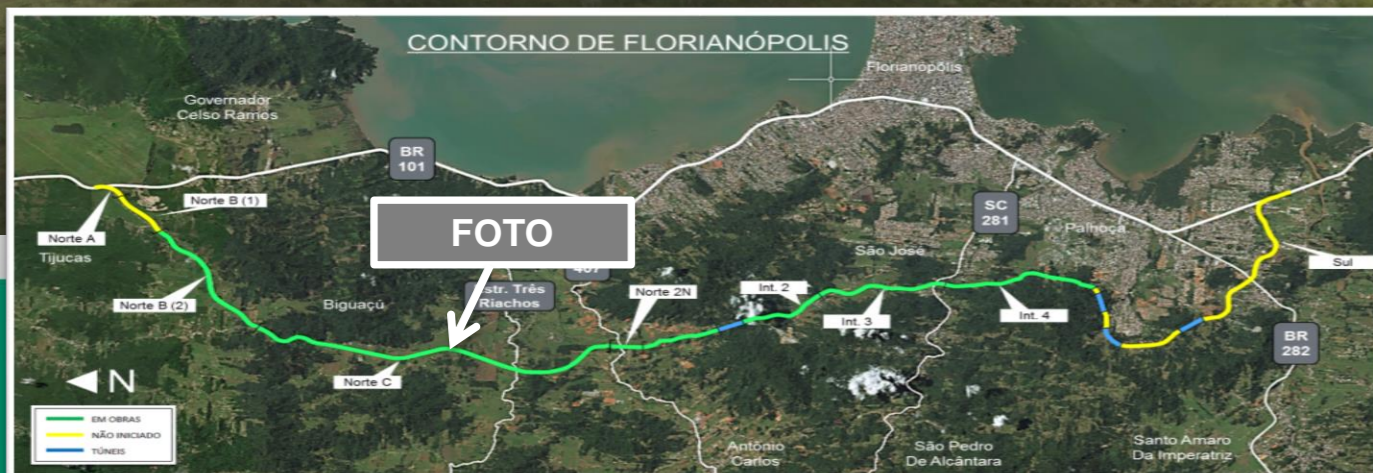 CONTORNO DE FLORIANÓPOLIS
Florianópolis
Governador
Celso Ramos
BR
101
Norte B (1)
Norte A
Tijucas
FOTO
SC
281
Palhoça
São José
Sul
Norte B (2)
Biguaçú
Estr. Três
Riachos
407
Norte 2N
Int. 2
Int. 3
Int. 4
BR
282
N
Norte C
EM OBRAS
NÃO INICIADO
TÚNEIS
Antônio
Carlos
São Pedro
De Alcântara
Santo Amaro
Da Imperatriz